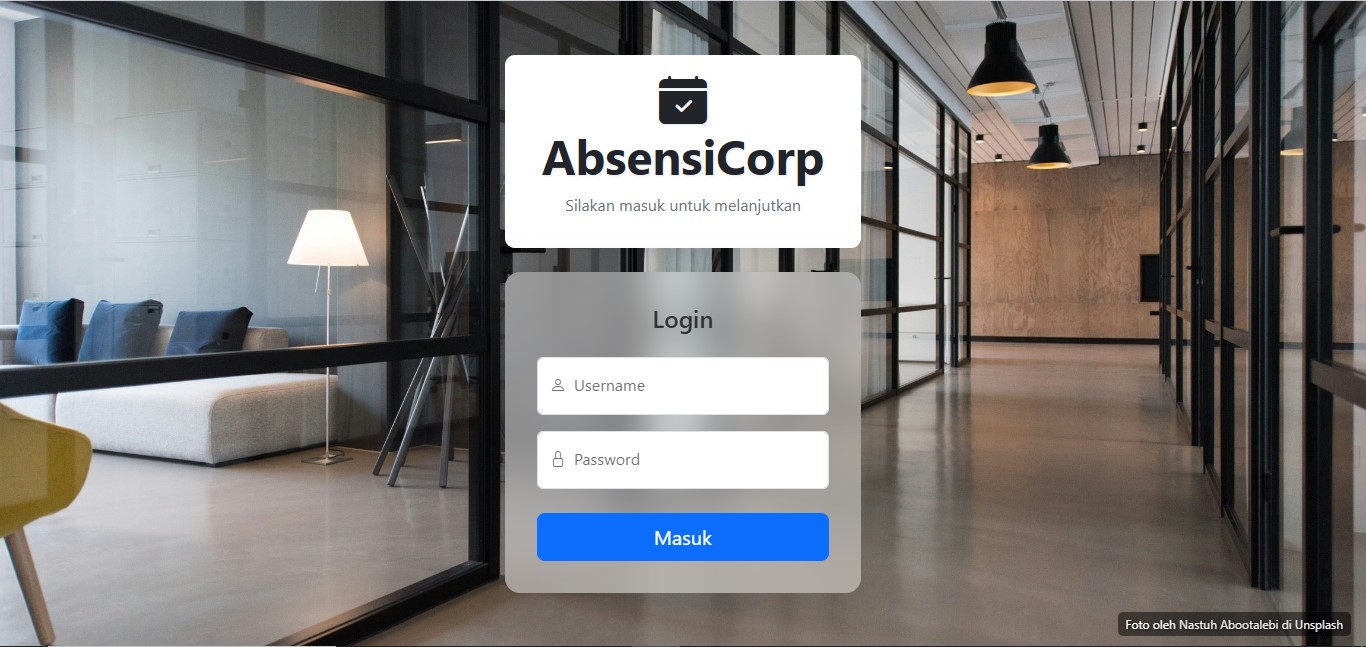 AbsensiCorp
Silakan masuk untuk melanjutkan
Login
Username
Password
Masuk
Foto oleh Nastuh Abootalebi di Unsplash